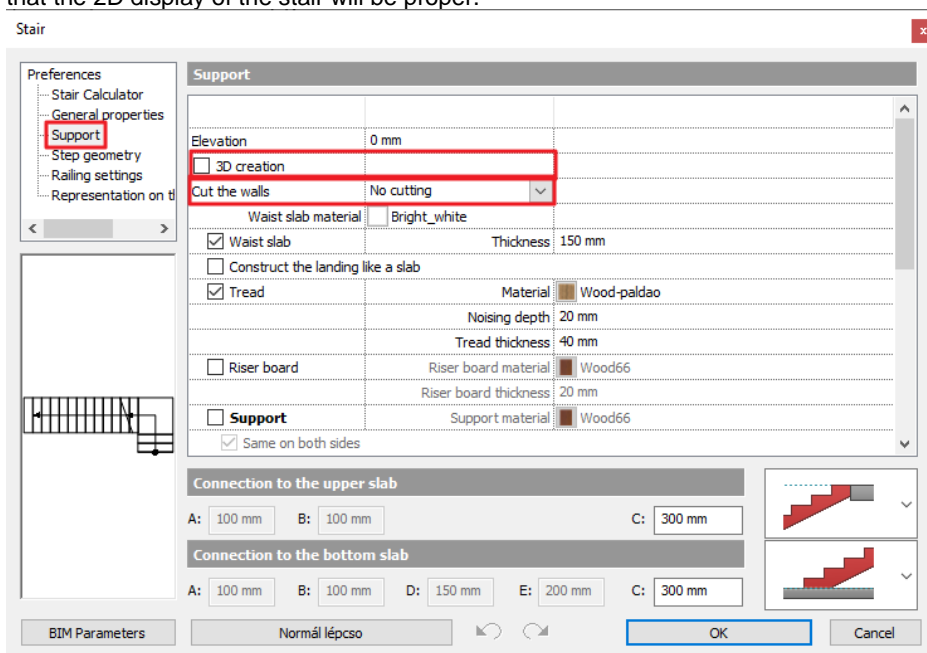 that the 2D display of the stair will be proper.
Stair
x
Preferences
Stair Calculator
General properties
Support
Step geometry
Railing settings
Representation on tl
Support
Elevation 0 mm
3D creation
Cut the walls No cutting
Waist slab material Bright_white
Waist slab Thickness 150 mm
Construct the landing like a slab
Tread Material Wood-paldao
Noising depth 20 mm
Tread thickness 40 mm
Riser board Riser board material Wood66
Riser board thickness 20 mm
Support Support material Wood66
Same on both sides
Connection to the upper slab
A: 100 mm B: 100 mm C: 300 mm
Connection to the bottom slab
A: 100 mm B: 100 mm D: 150 mm E: 200 mm C: 300 mm
BIM Parameters Normál lépcso OK Cancel